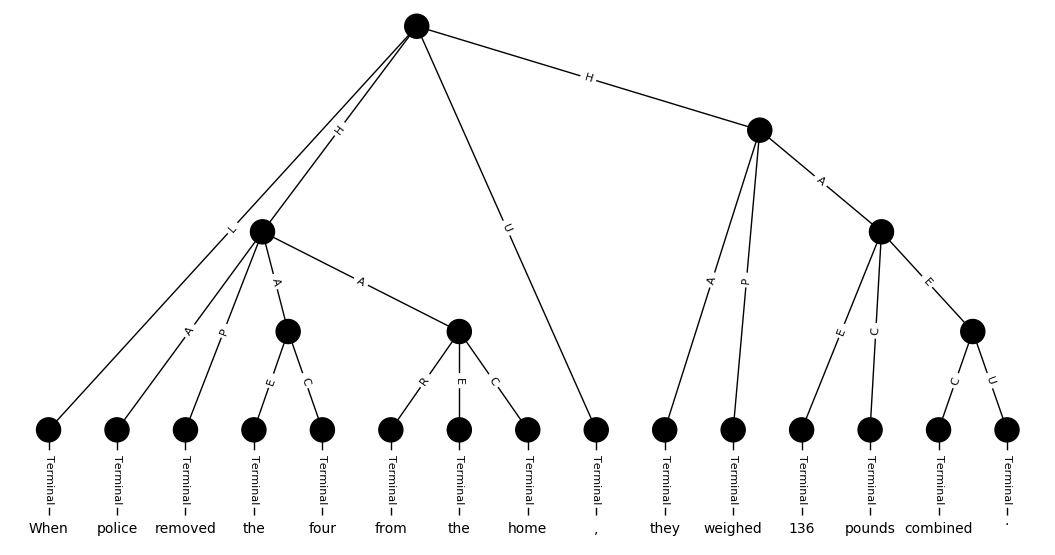 H
H
A
L
U
A
A
A
P
E
A
P
E
C
E
C
R
E
C
C
U
Terminal Terminal Terminal Terminal Terminal Terminal Terminal Terminal Terminal Terminal Terminal Terminal Terminal Terminal Terminal
When police removed the four from the home , they weighed 136 pounds combined .